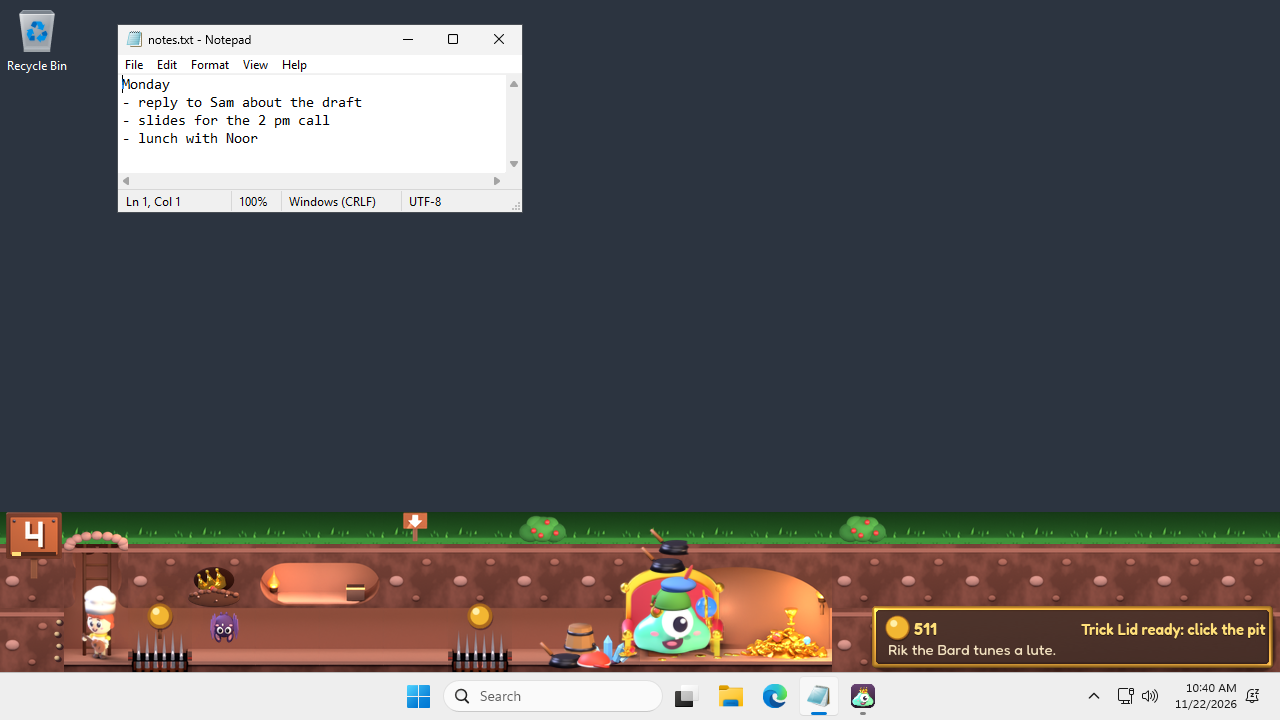 Recycle Bin
notes.txt - Notepad
File Edit Format View Help
Monday
- reply to Sam about the draft
- slides for the 2 pm call
- lunch with Noor
Ln 1, Col 1 100% Windows (CRLF) UTF-8
4
511 Trick Lid ready: click the pit
Rik the Bard tunes a lute.
Search
10:40 AM
11/22/2026